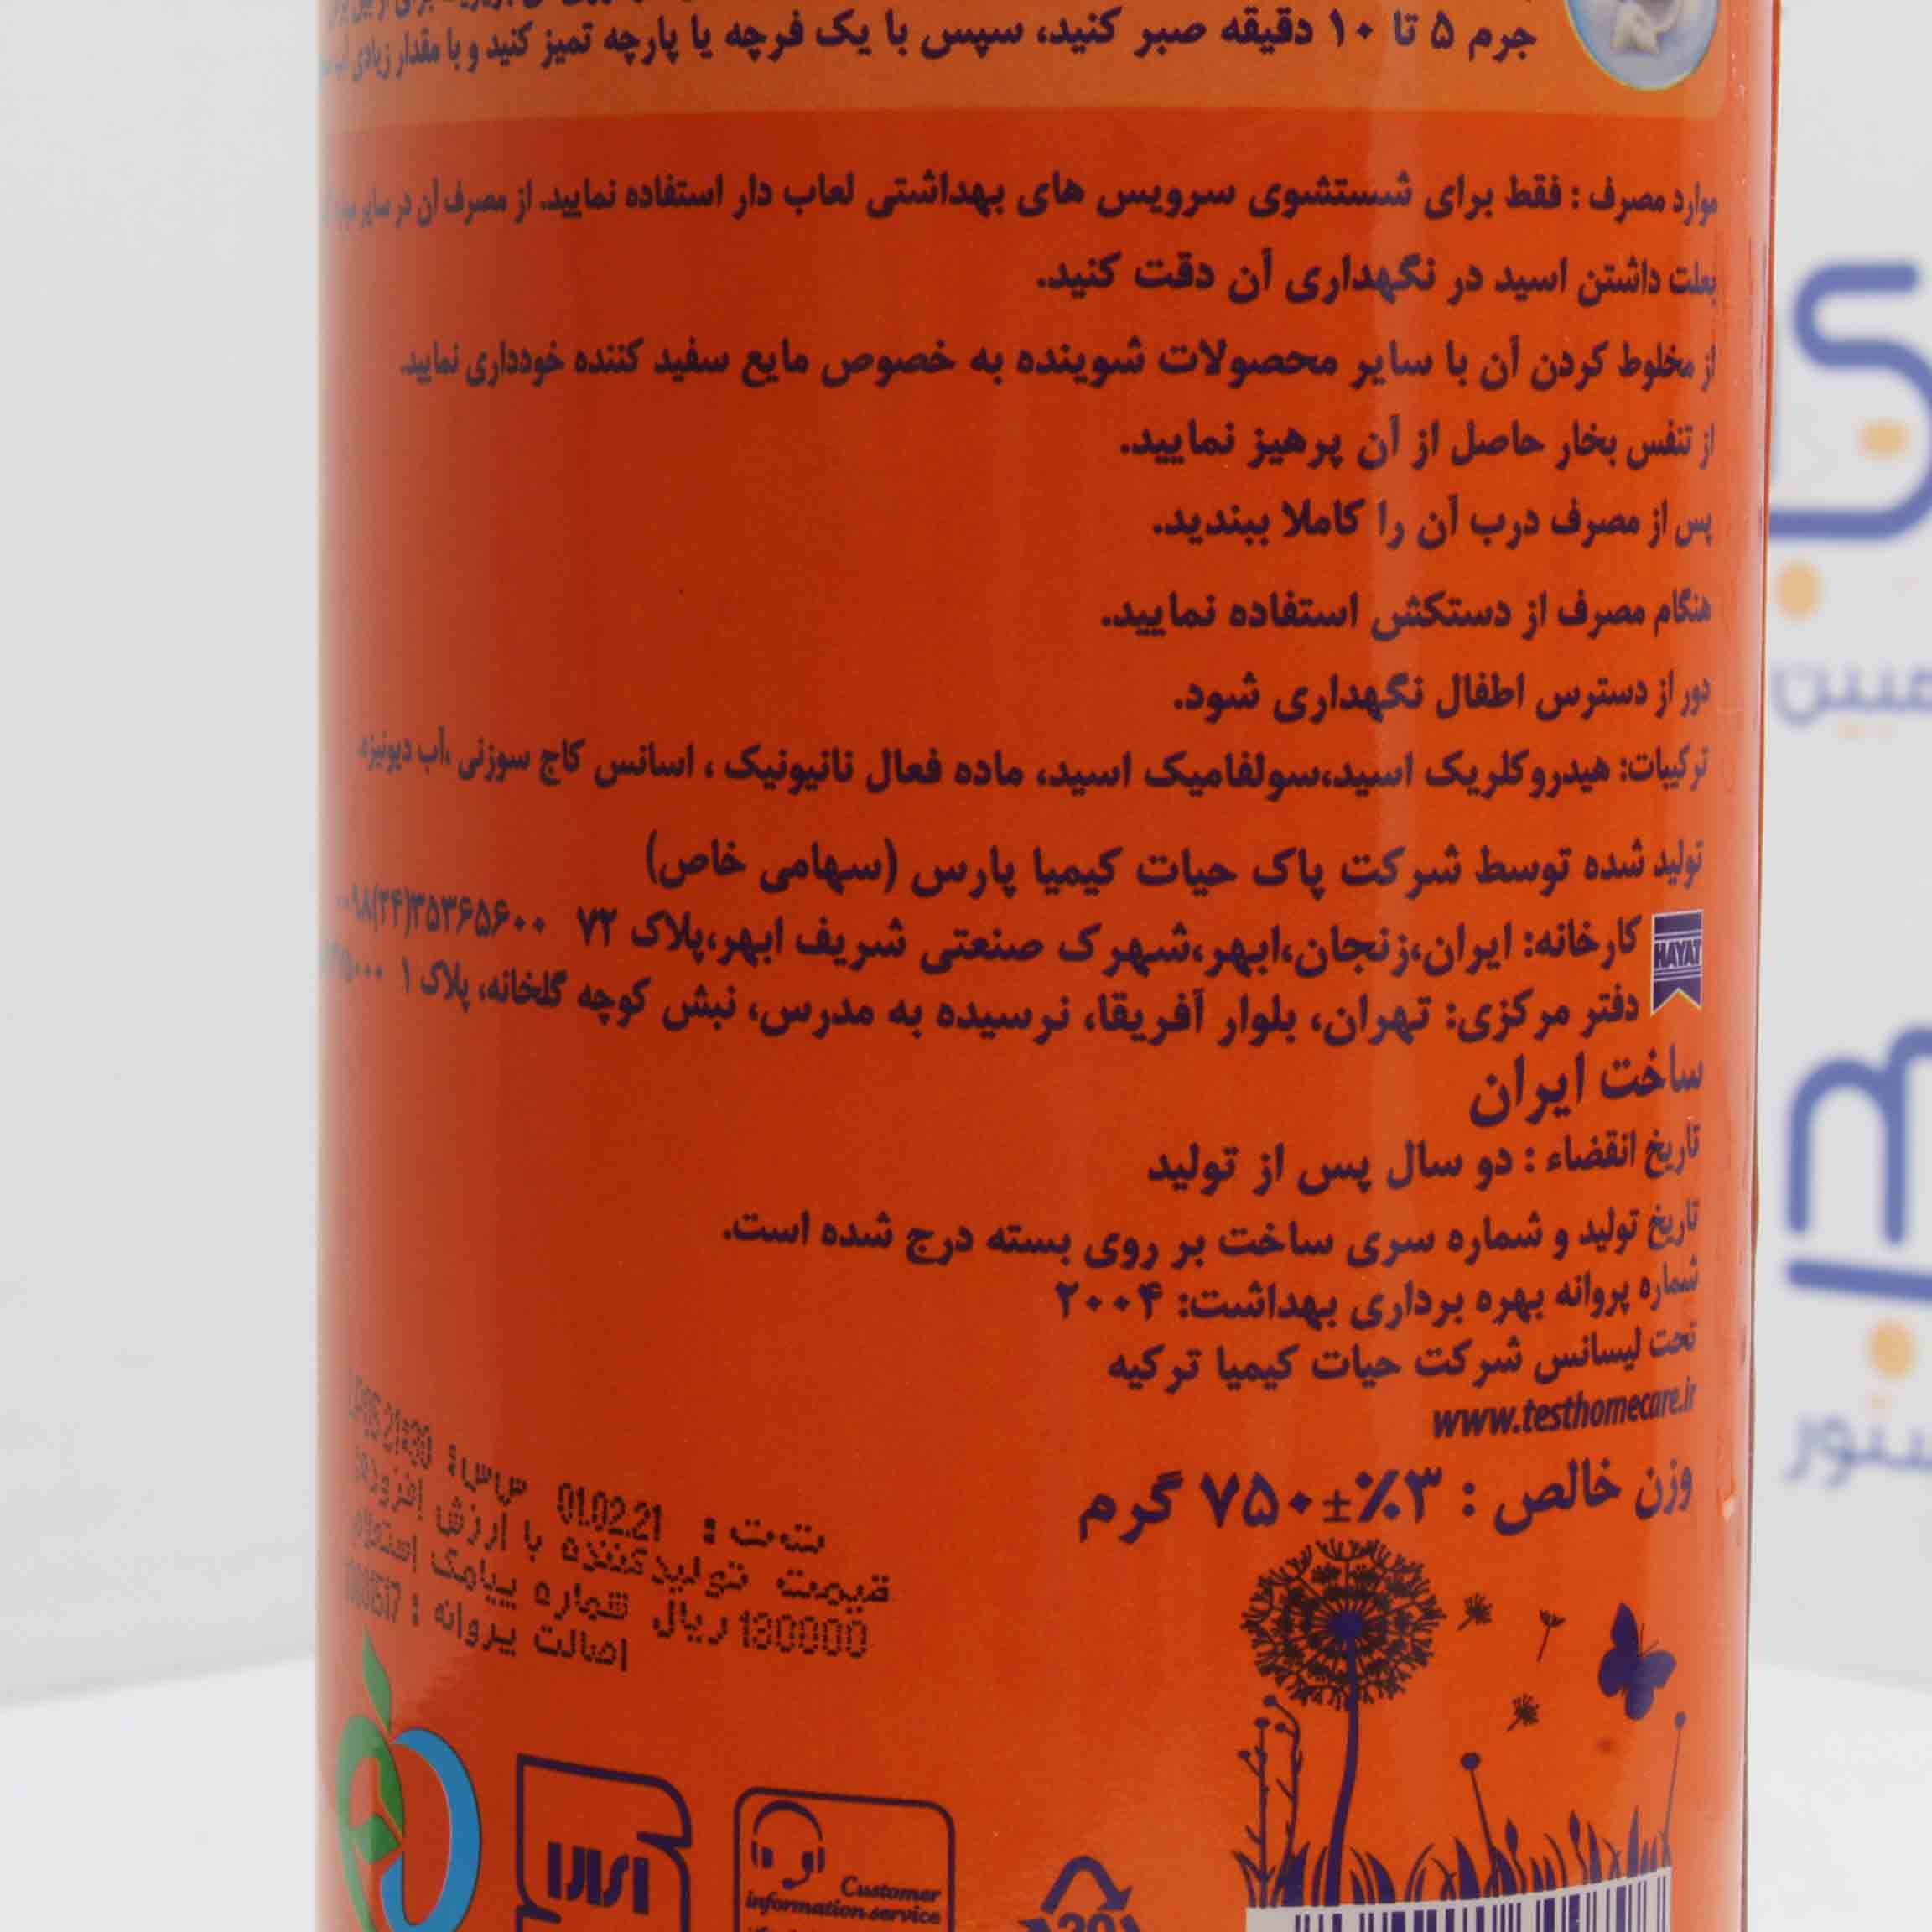 جرم ۵ تا ۱۰ دقیقه صبر کنید، سپس با یک فرچه یا پارچه تمیز کنید و با مقدار زیادی
موارد مصرف : فقط برای شستشوی سرویس های بهداشتی لعاب دار استفاده نمایید. از مصرف آن در سایر
بعلت داشتن اسید در نگهداری آن دقت کنید.
از مخلوط کردن آن با سایر محصولات شوینده به خصوص مایع سفید کننده خودداری نمایید.
از تنفس بخار حاصل از آن پرهیز نمایید.
پس از مصرف درب آن را کاملا ببندید.
هنگام مصرف از دستکش استفاده نمایید.
دور از دسترس اطفال نگهداری شود.
ترکیبات: هیدروکلریک اسید،سولفامیک اسید، ماده فعال نانیونیک ، اسانس کاج سوزنی ،آب دیونیزه.
تولید شده توسط شرکت پاک حیات کیمیا پارس (سهامی خاص)
HAYAT
کارخانه: ایران،زنجان،ابهر،شهرک صنعتی شریف ابهر،پلاک ۷۲
دفتر مرکزی: تهران، بلوار آفریقا، نرسیده به مدرس، نبش کوچه گلخانه، پلاک ۱
ساخت ایران
تاریخ انقضاء : دو سال پس از تولید
تاریخ تولید و شماره سری ساخت بر روی بسته درج شده است.
شماره پروانه بهره برداری بهداشت: ۲۰۰۴
تحت لیسانس شرکت حیات کیمیا ترکیه
www.testhomecare.ir
وزن خالص : ۳٪±۷۵۰ گرم
ت.ت : 01.02.21 س.س:
قیمت تولیدکننده با ارزش افزوده
180000 ریال شماره پیامک استعلام
اصالت پروانه :
Customer
information service
ی
مبین
م
ستور